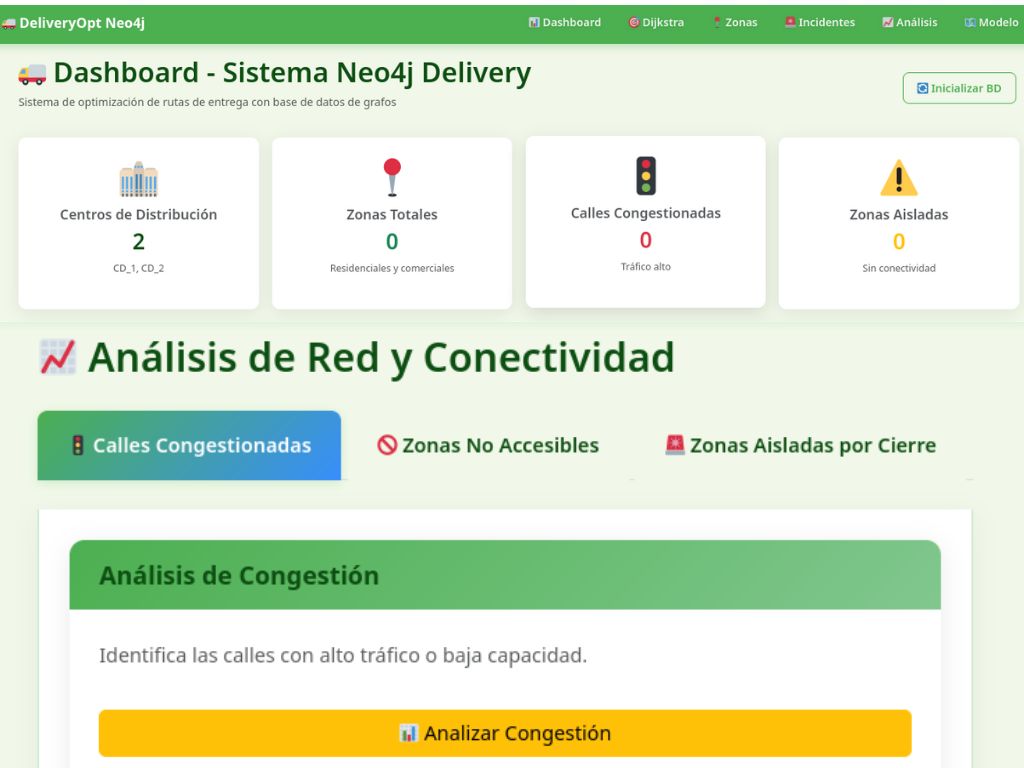 DeliveryOpt Neo4j
Dashboard Dijkstra Zonas Incidentes Análisis Modelo
Dashboard - Sistema Neo4j Delivery
Sistema de optimización de rutas de entrega con base de datos de grafos
Inicializar BD
Centros de Distribución
2
CD_1, CD_2
Zonas Totales
0
Residenciales y comerciales
Calles Congestionadas
0
Tráfico alto
Zonas Aisladas
0
Sin conectividad
Análisis de Red y Conectividad
Calles Congestionadas
Zonas No Accesibles
Zonas Aisladas por Cierre
Análisis de Congestión
Identifica las calles con alto tráfico o baja capacidad.
Analizar Congestión